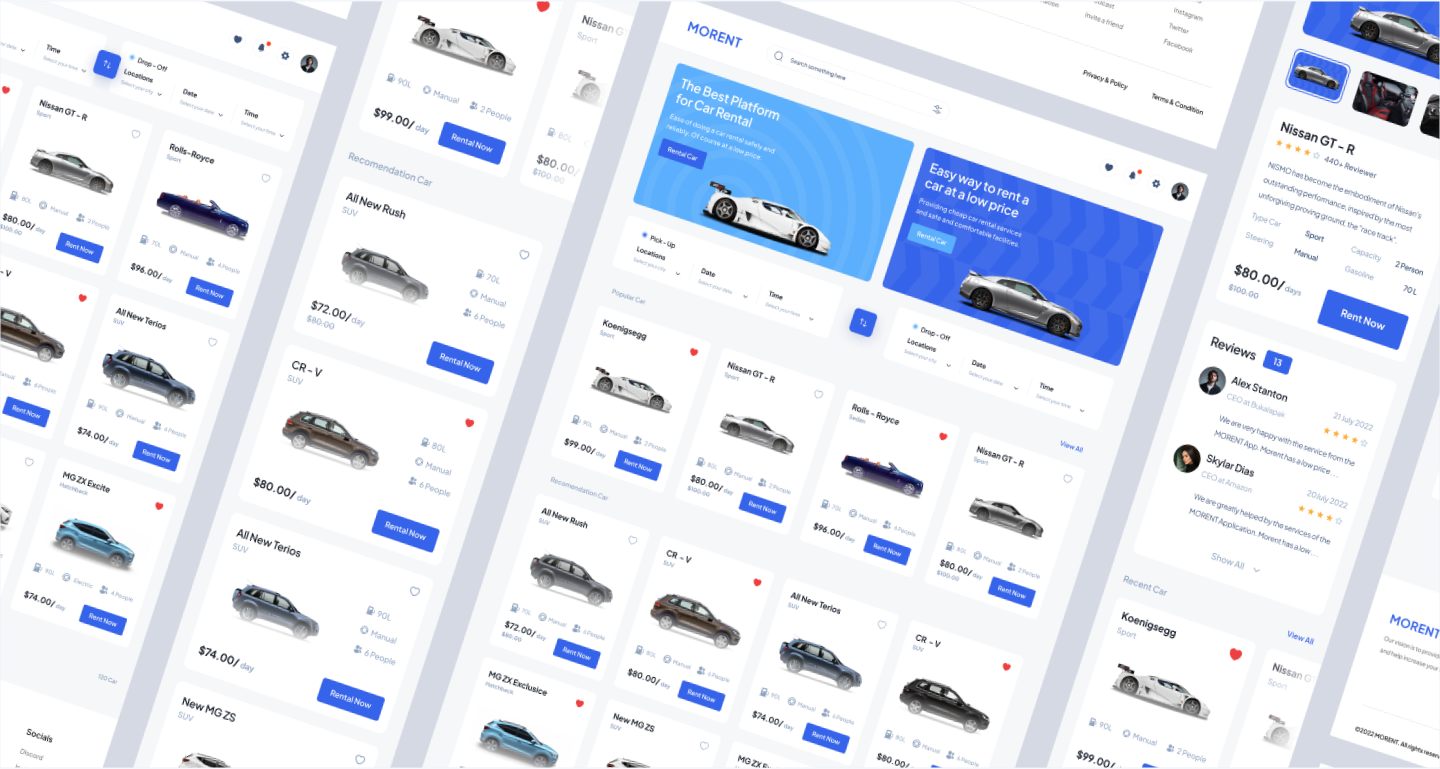 Time
Select your time
Drop - Off
Locations
Select your city
Date
Select your date
Time
Select your time
Nissan GT - R
Sport
80L
Manual
2 People
$80.00/ day
$100.00
Rent Now
Rolls-Royce
Sport
70L
Manual
4 People
$96.00/ day
Rent Now
- V
Manual
6 People
Rent Now
All New Terios
SUV
90L
Manual
4 People
$74.00/ day
Rent Now
MG ZX Excite
Hatchback
90L
Electric
4 People
$74.00/ day
Rent Now
120 Car
Socials
Discord
90L
Manual
2 People
$99.00/ day
Rental Now
Nissan G
Sport
80L
$80.00/
$100.00
Recomendation Car
All New Rush
SUV
70L
Manual
6 People
$72.00/ day
$80.00
Rental Now
CR - V
SUV
80L
Manual
6 People
$80.00/ day
Rental Now
All New Terios
SUV
90L
Manual
6 People
$74.00/ day
Rental Now
New MG ZS
SUV
MORENT
Search something here
The Best Platform
for Car Rental
Ease of doing a car rental safely and
reliably. Of course at a low price.
Rental Car
Easy way to rent a
car at a low price
Providing cheap car rental services
and safe and comfortable facilities.
Rental Car
Pick - Up
Locations
Select your city
Date
Select your date
Time
Select your time
Drop - Off
Locations
Select your city
Date
Select your date
Time
Select your time
Popular Car
View All
Koenigsegg
Sport
90L
Manual
2 People
$99.00/ day
Rent Now
Nissan GT - R
Sport
80L
Manual
2 People
$80.00/ day
$100.00
Rent Now
Rolls - Royce
Sedan
70L
Manual
4 People
$96.00/ day
Rent Now
Nissan GT - R
Sport
80L
Manual
2 People
$80.00/ day
$100.00
Rent Now
Recomendation Car
All New Rush
SUV
70L
Manual
6 People
$72.00/ day
$80.00
Rent Now
CR - V
SUV
80L
Manual
6 People
$80.00/ day
Rent Now
All New Terios
SUV
90L
Manual
6 People
$74.00/ day
Rent Now
CR - V
SUV
80L
Manual
6 People
$80.00/ day
Rent Now
MG ZX Exclusice
Hatchback
New MG ZS
SUV
Invite a friend
Instagram
Twitter
Facebook
Privacy & Policy
Terms & Condition
Nissan GT - R
440+ Reviewer
NISMO has become the embodiment of Nissan's
outstanding performance, inspired by the most
unforgiving proving ground, the "race track".
Type Car
Sport
Capacity
2 Person
Steering
Manual
Gasoline
70L
$80.00/ days
$100.00
Rent Now
Reviews
13
Alex Stanton
CEO at Bukalapak
21 July 2022
We are very happy with the service from the
MORENT App. Morent has a low price...
Skylar Dias
CEO at Amazon
20 July 2022
We are greatly helped by the services of the
MORENT Application. Morent has a low...
Show All
Recent Car
View All
Koenigsegg
Sport
90L
Manual
2 People
$99.00/ day
Rental Now
Nissan G
Sport
80L
$80.00/
MORENT
Our vision is to provid
and help increase your
©2022 MORENT. All rights reserv